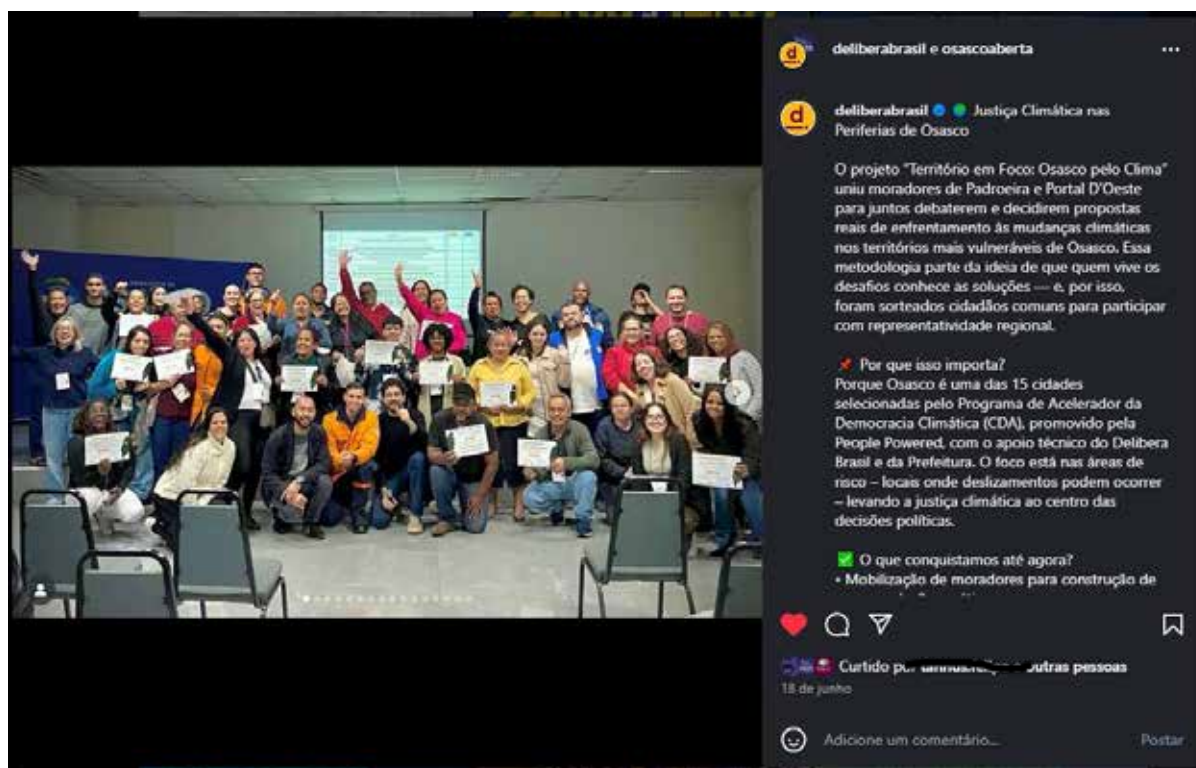 deliberabrasil e osascoaberta
d
d
deliberabrasil Justiça Climática nas
Periferias de Osasco
O projeto "Território em Foco: Osasco pelo Clima"
uniu moradores de Padroeira e Portal D'Oeste
para juntos debaterem e decidirem propostas
reais de enfrentamento às mudanças climáticas
nos territórios mais vulneráveis de Osasco. Essa
metodologia parte da ideia de que quem vive os
desafios conhece as soluções — e, por isso,
foram sorteados cidadãos comuns para participar
com representatividade regional.
📌 Por que isso importa?
Porque Osasco é uma das 15 cidades
selecionadas pelo Programa de Acelerador da
Democracia Climática (CDA), promovido pela
People Powered, com o apoio técnico do Delibera
Brasil e da Prefeitura. O foco está nas áreas de
risco – locais onde deslizamentos podem ocorrer
– levando a justiça climática ao centro das
decisões políticas.
✅ O que conquistamos até agora?
• Mobilização de moradores para construção de
Curtido por outras pessoas
18 de junho
Adicione um comentário... Postar